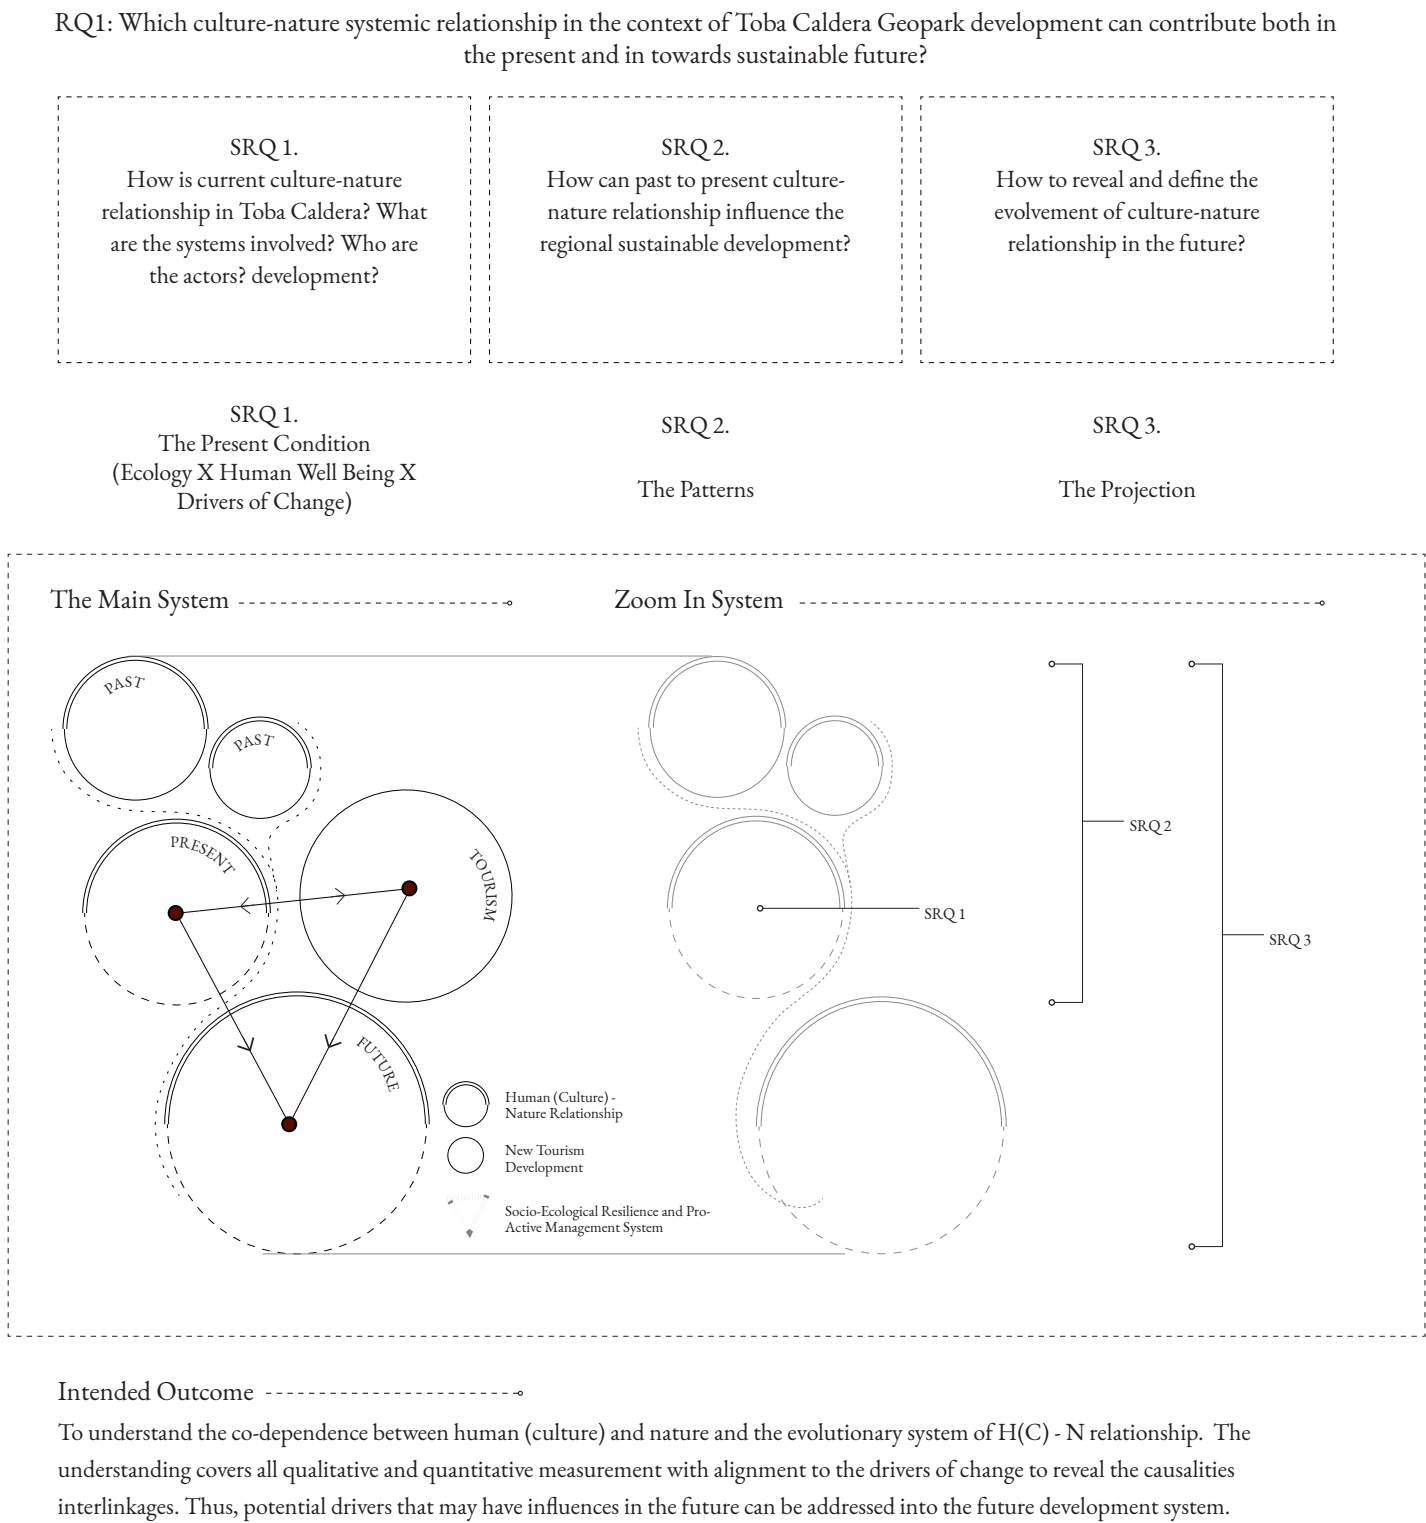 RQ1: Which culture-nature systemic relationship in the context of Toba Caldera Geopark development can contribute both in
the present and in towards sustainable future?
SRQ 1.
How is current culture-nature
relationship in Toba Caldera? What
are the systems involved? Who are
the actors? development?
SRQ 2.
How can past to present culture-
nature relationship influence the
regional sustainable development?
SRQ 3.
How to reveal and define the
evolvement of culture-nature
relationship in the future?
SRQ 1.
The Present Condition
(Ecology X Human Well Being X
Drivers of Change)
SRQ 2.
The Patterns
SRQ 3.
The Projection
The Main System
Zoom In System
PAST
PAST
PRESENT
TOURISM
FUTURE
Human (Culture) -
Nature Relationship
New Tourism
Development
Socio-Ecological Resilience and Pro-
Active Management System
SRQ 1
SRQ 2
SRQ 3
Intended Outcome
To understand the co-dependence between human (culture) and nature and the evolutionary system of H(C) - N relationship. The
understanding covers all qualitative and quantitative measurement with alignment to the drivers of change to reveal the causalities
interlinkages. Thus, potential drivers that may have influences in the future can be addressed into the future development system.